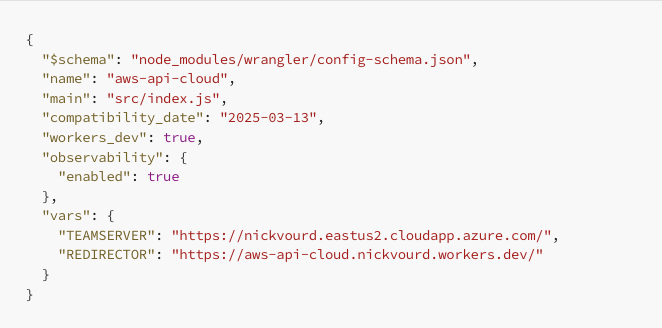 {
  "$schema": "node_modules/wrangler/config-schema.json",
  "name": "aws-api-cloud",
  "main": "src/index.js",
  "compatibility_date": "2025-03-13",
  "workers_dev": true,
  "observability": {
    "enabled": true
  },
  "vars": {
    "TEAMSERVER": "https://nickvourd.eastus2.cloudapp.azure.com/",
    "REDIRECTOR": "https://aws-api-cloud.nickvourd.workers.dev/"
  }
}